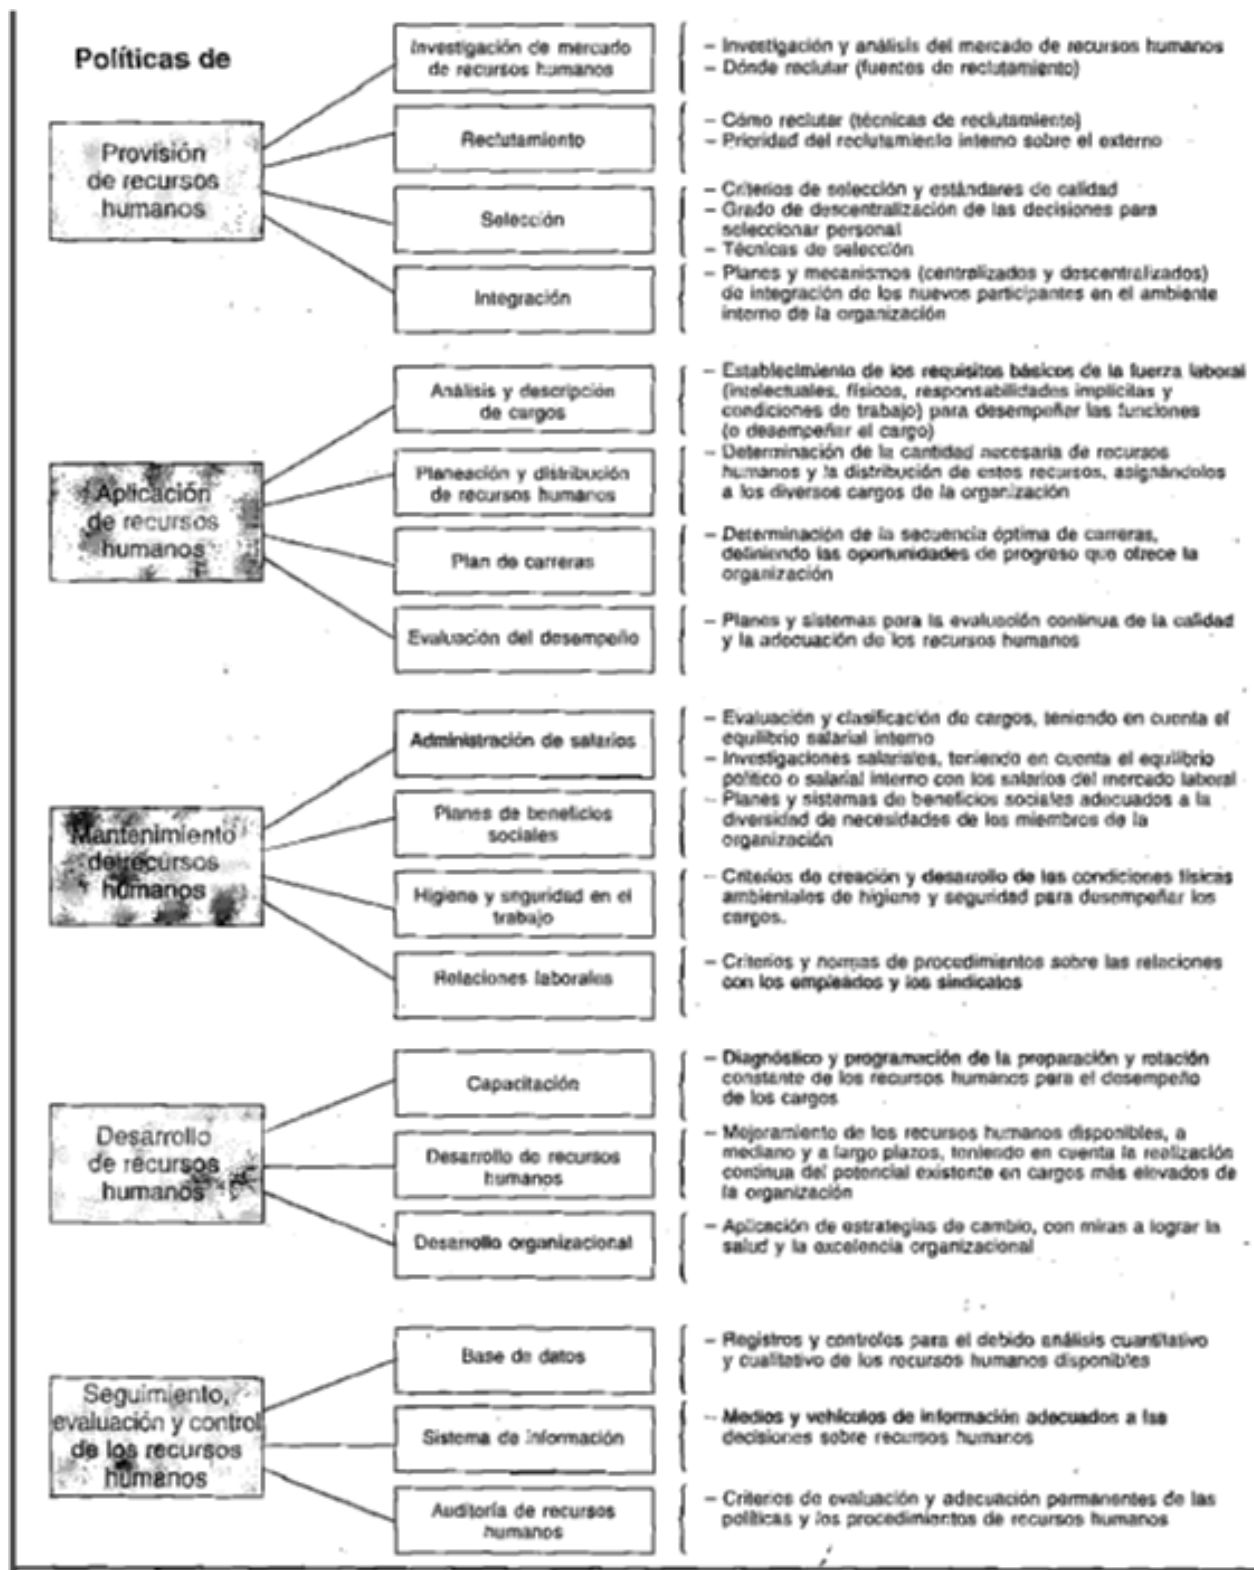 Políticas de
Provisión
de recursos
humanos
Investigación de mercado
de recursos humanos
– Investigación y análisis del mercado de recursos humanos
– Dónde reclutar (fuentes de reclutamiento)
Reclutamiento
– Cómo reclutar (técnicas de reclutamiento)
– Prioridad del reclutamiento interno sobre el externo
Selección
– Criterios de selección y estándares de calidad
– Grado de descentralización de las decisiones para
seleccionar personal
– Técnicas de selección
Integración
– Planes y mecanismos (centralizados y descentralizados)
de integración de los nuevos participantes en el ambiente
interno de la organización
Aplicación
de recursos
humanos
Análisis y descripción
de cargos
– Establecimiento de los requisitos básicos de la fuerza laboral
(intelectuales, físicos, responsabilidades implícitas y
condiciones de trabajo) para desempeñar las funciones
(o desempeñar el cargo)
Planeación y distribución
de recursos humanos
– Determinación de la cantidad necesaria de recursos
humanos y la distribución de estos recursos, asignándolos
a los diversos cargos de la organización
Plan de carreras
– Determinación de la secuencia óptima de carreras,
definiendo las oportunidades de progreso que ofrece la
organización
Evaluación del desempeño
– Planes y sistemas para la evaluación continua de la calidad
y la adecuación de los recursos humanos
Mantenimiento
de recursos
humanos
Administración de salarios
– Evaluación y clasificación de cargos, teniendo en cuenta el
equilibrio salarial interno
– Investigaciones salariales, teniendo en cuenta el equilibrio
político o salarial interno con los salarios del mercado laboral
Planes de beneficios
sociales
– Planes y sistemas de beneficios sociales adecuados a la
diversidad de necesidades de los miembros de la
organización
Higiene y seguridad en el
trabajo
– Criterios de creación y desarrollo de las condiciones físicas
ambientales de higiene y seguridad para desempeñar los
cargos.
Relaciones laborales
– Criterios y normas de procedimientos sobre las relaciones
con los empleados y los sindicatos
Desarrollo
de recursos
humanos
Capacitación
– Diagnóstico y programación de la preparación y rotación
constante de los recursos humanos para el desempeño
de los cargos
Desarrollo de recursos
humanos
– Mejoramiento de los recursos humanos disponibles, a
mediano y a largo plazos, teniendo en cuenta la realización
continua del potencial existente en cargos más elevados de
la organización
Desarrollo organizacional
– Aplicación de estrategias de cambio, con miras a lograr la
salud y la excelencia organizacional
Seguimiento,
evaluación y control
de los recursos
humanos
Base de datos
– Registros y controles para el debido análisis cuantitativo
y cualitativo de los recursos humanos disponibles
Sistema de información
– Medios y vehículos de información adecuados a las
decisiones sobre recursos humanos
Auditoría de recursos
humanos
– Criterios de evaluación y adecuación permanentes de las
políticas y los procedimientos de recursos humanos